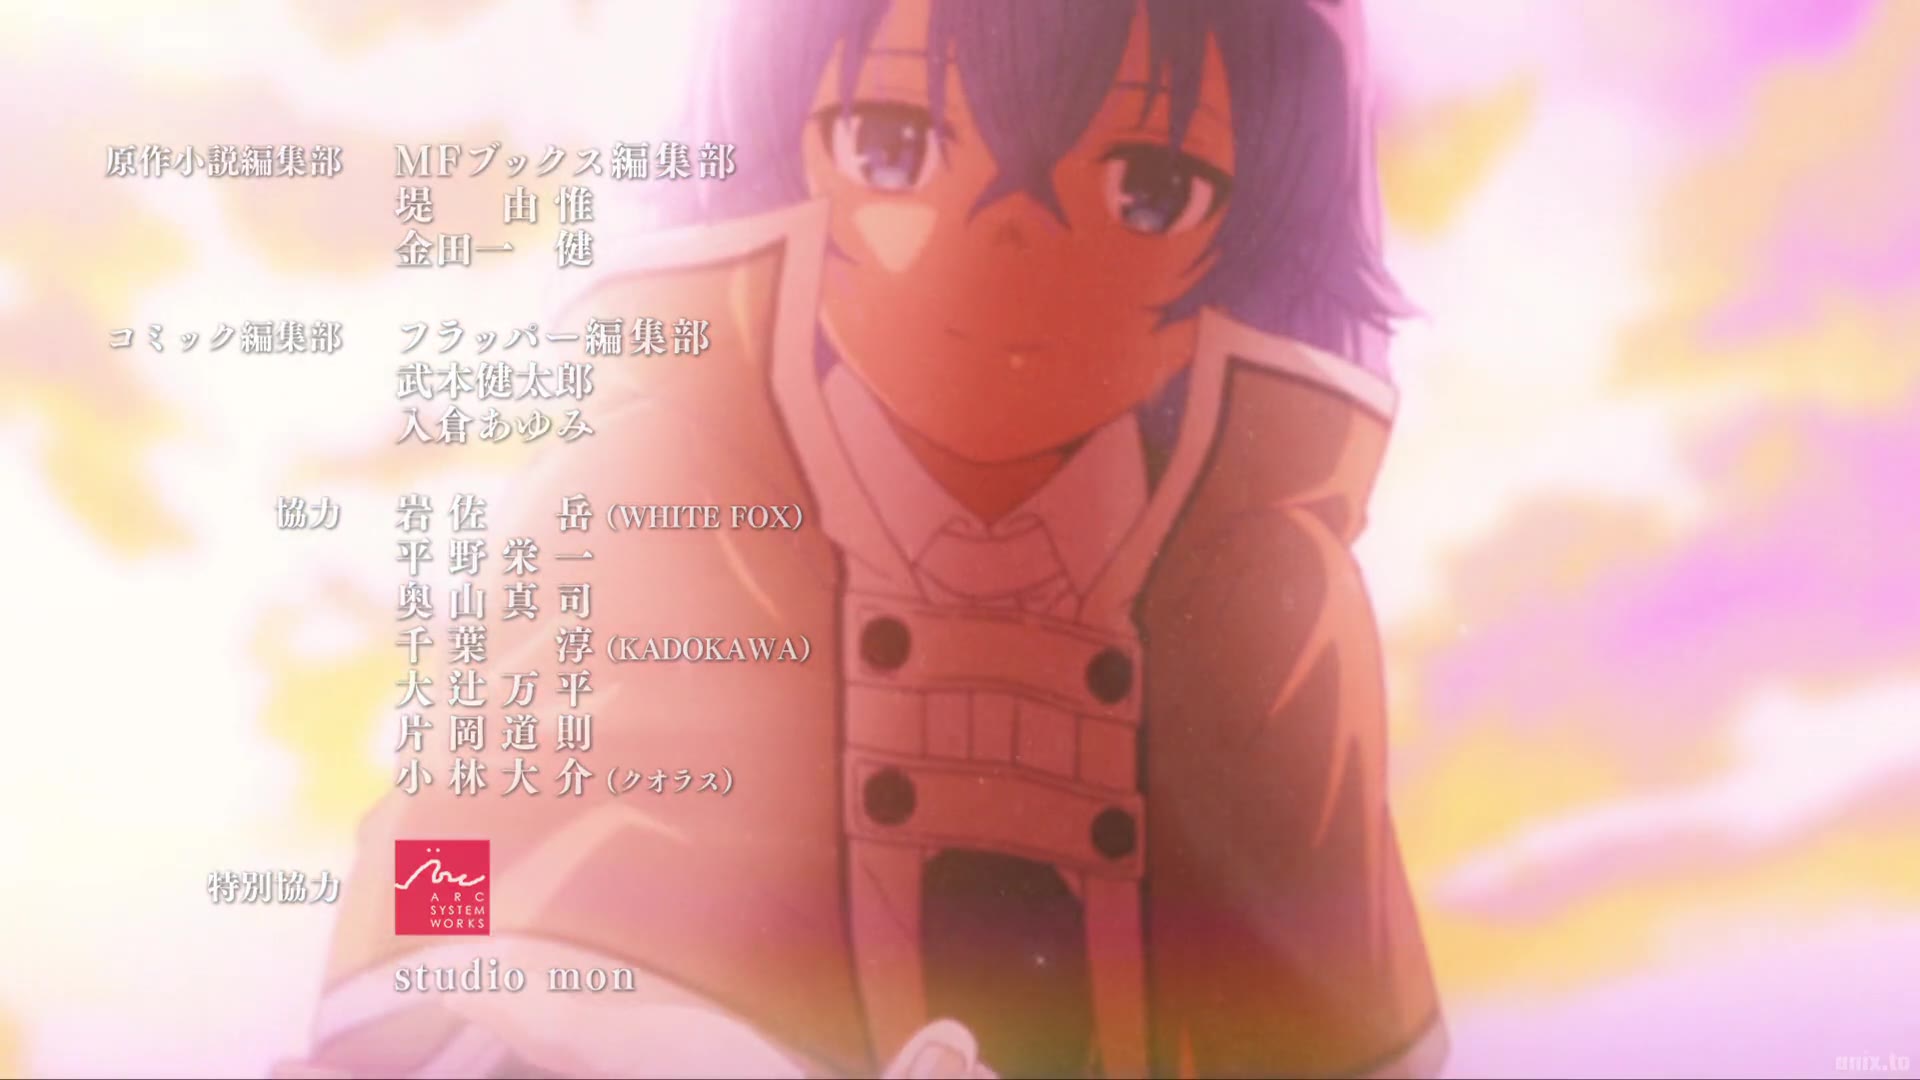 原作小説編集部 MFブックス編集部
堤 由惟
金田一 健
コミック編集部 フラッパー編集部
武本健太郎
入倉あゆみ
協力 岩佐 岳(WHITE FOX)
平野栄一
奥山真司
千葉 淳(KADOKAWA)
大辻万平
片岡道則
小林大介(クオラス)
特別協力
ARC
SYSTEM
WORKS
studio mon
anix.to